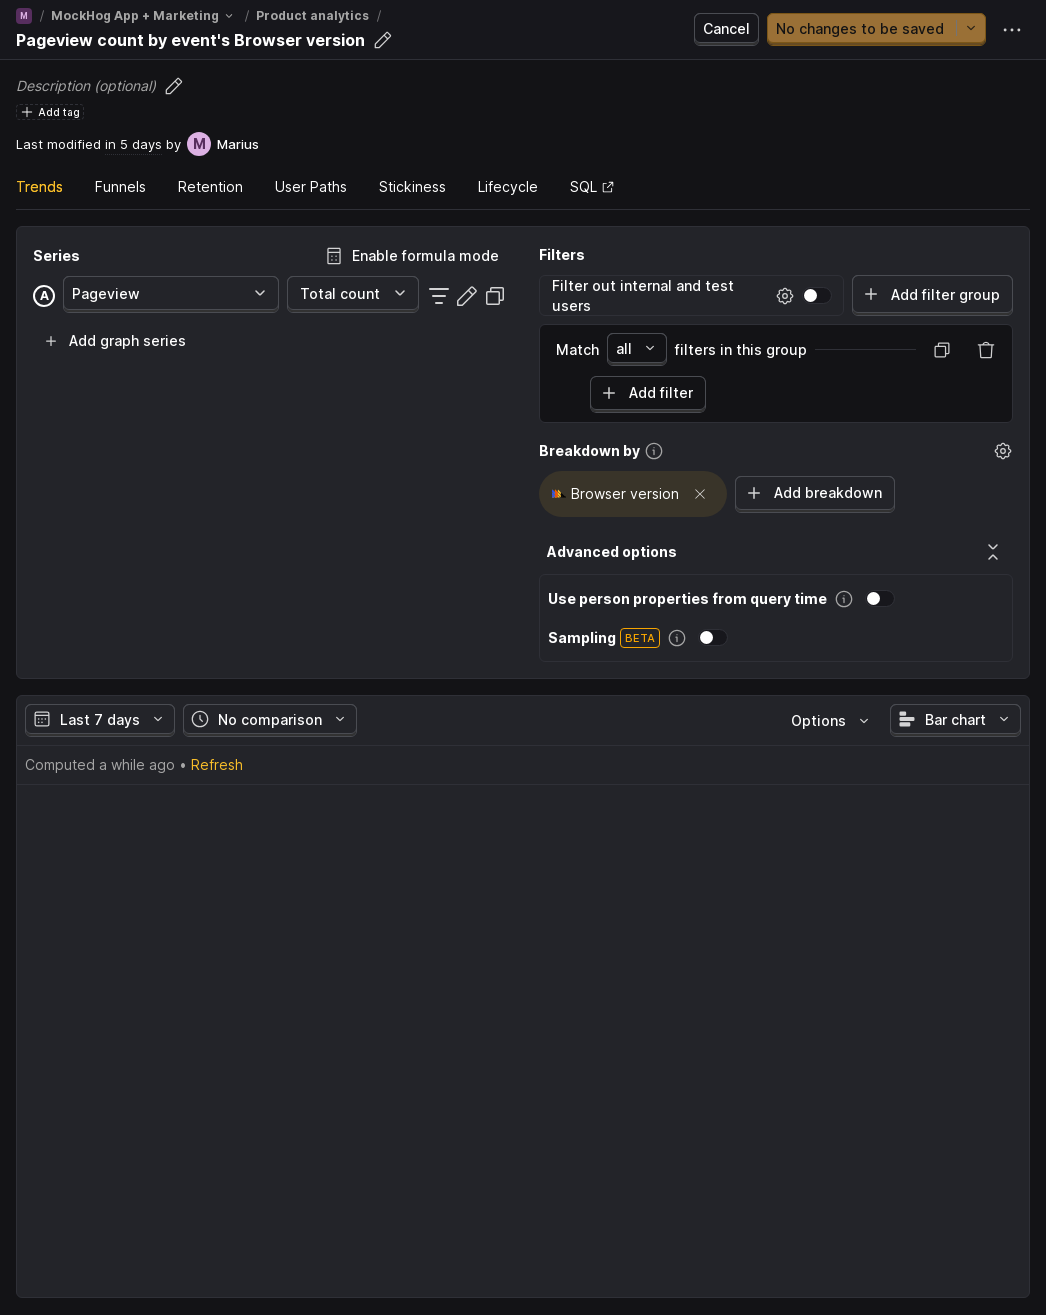 M / MockHog App + Marketing / Product analytics /
Pageview count by event's Browser version
Cancel
No changes to be saved
Description (optional)
Add tag
Last modified in 5 days by M Marius
Trends
Funnels
Retention
User Paths
Stickiness
Lifecycle
SQL
Series
Enable formula mode
A
Pageview
Total count
Add graph series
Filters
Filter out internal and test
users
Add filter group
Match all filters in this group
Add filter
Breakdown by
Browser version
Add breakdown
Advanced options
Use person properties from query time
Sampling BETA
Last 7 days
No comparison
Options
Bar chart
Computed a while ago • Refresh